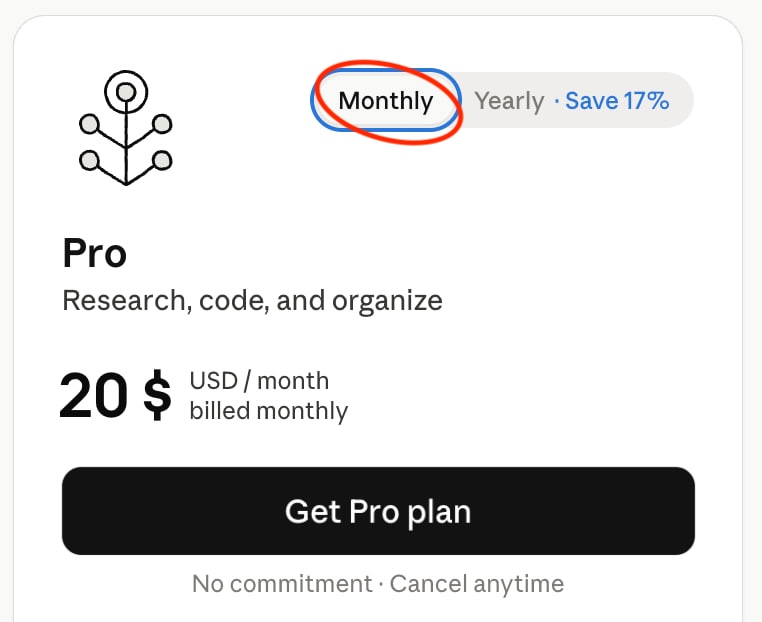 Monthly
Yearly · Save 17%
Pro
Research, code, and organize
20 $
USD / month
billed monthly
Get Pro plan
No commitment · Cancel anytime